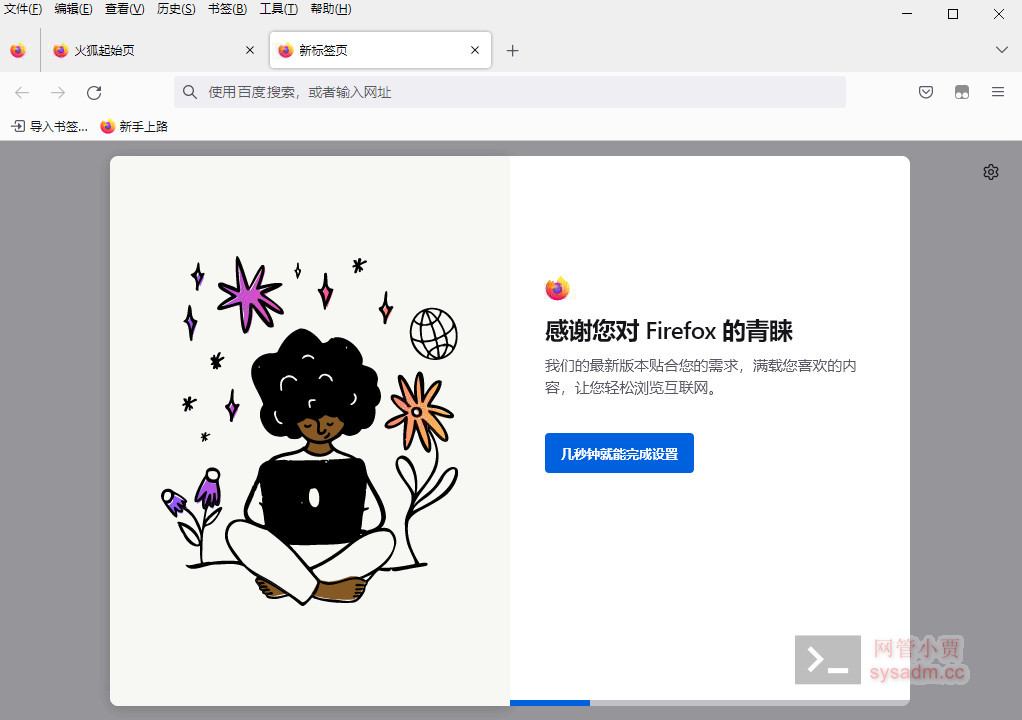 文件(F) 编辑(E) 查看(V) 历史(S) 书签(B) 工具(T) 帮助(H)
火狐起始页
新标签页
使用百度搜索，或者输入网址
导入书签... 新手上路
感谢您对 Firefox 的青睐
我们的最新版本贴合您的需求，满载您喜欢的内
容，让您轻松浏览互联网。
几秒钟就能完成设置
网管小贾
sysadm.cc